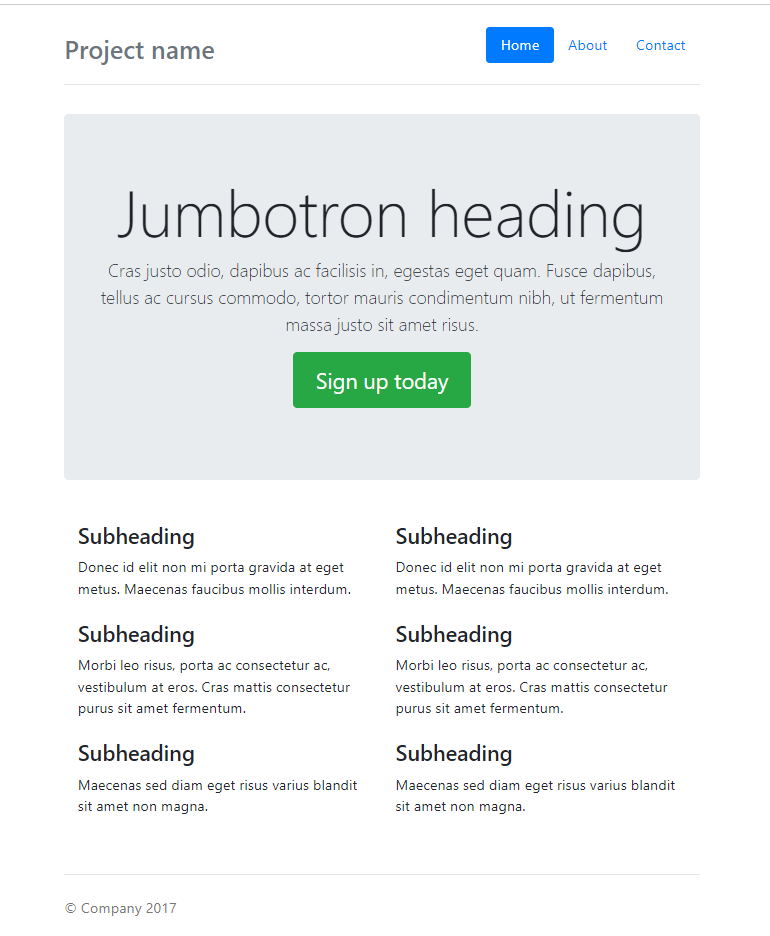 Project name
Home About Contact
Jumbotron heading
Cras justo odio, dapibus ac facilisis in, egestas eget quam. Fusce dapibus,
tellus ac cursus commodo, tortor mauris condimentum nibh, ut fermentum
massa justo sit amet risus.
Sign up today
Subheading
Donec id elit non mi porta gravida at eget
metus. Maecenas faucibus mollis interdum.
Subheading
Morbi leo risus, porta ac consectetur ac,
vestibulum at eros. Cras mattis consectetur
purus sit amet fermentum.
Subheading
Maecenas sed diam eget risus varius blandit
sit amet non magna.
Subheading
Donec id elit non mi porta gravida at eget
metus. Maecenas faucibus mollis interdum.
Subheading
Morbi leo risus, porta ac consectetur ac,
vestibulum at eros. Cras mattis consectetur
purus sit amet fermentum.
Subheading
Maecenas sed diam eget risus varius blandit
sit amet non magna.
© Company 2017